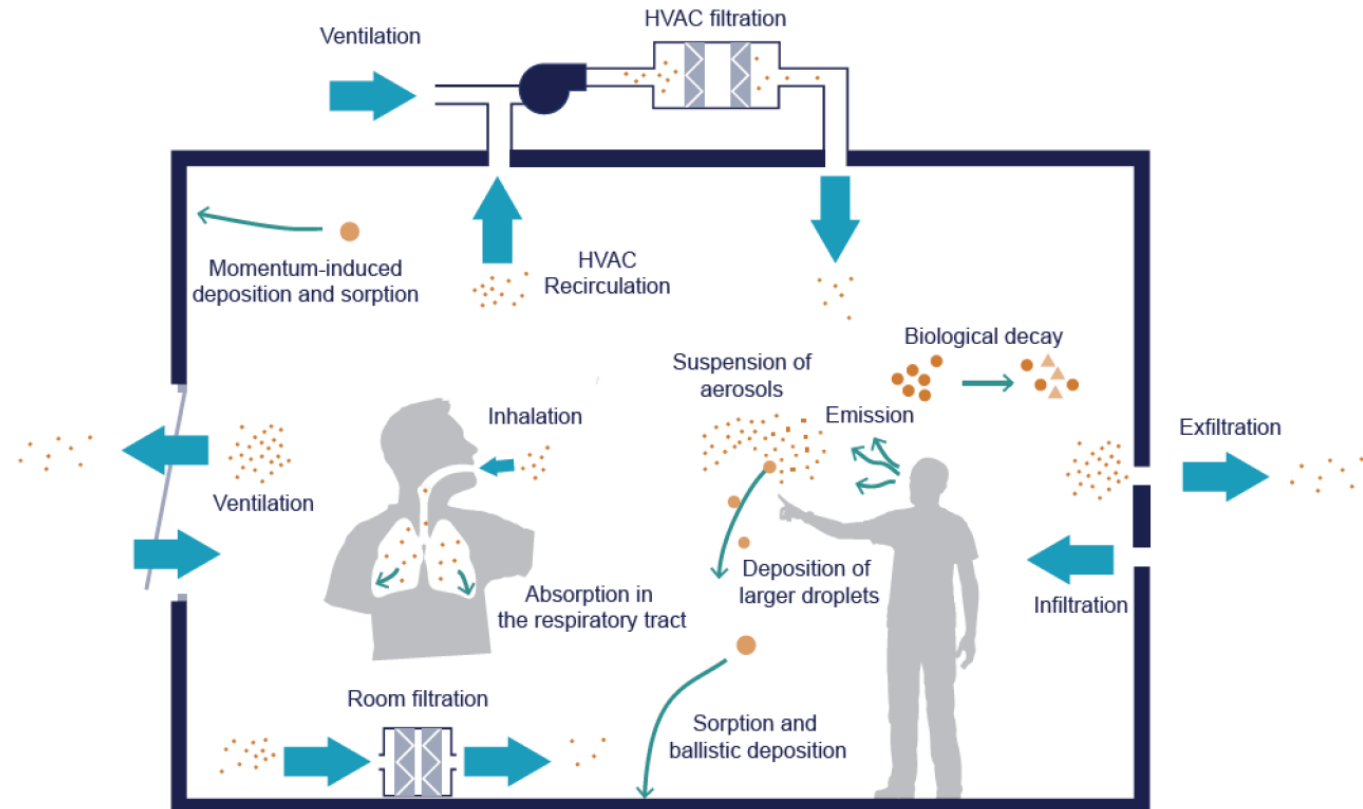 HVAC filtration
Ventilation
Momentum-induced
deposition and sorption
HVAC
Recirculation
Biological decay
Suspension of
aerosols
Inhalation
Emission
Exfiltration
Ventilation
Absorption in
the respiratory tract
Deposition of
larger droplets
Infiltration
Room filtration
Sorption and
ballistic deposition